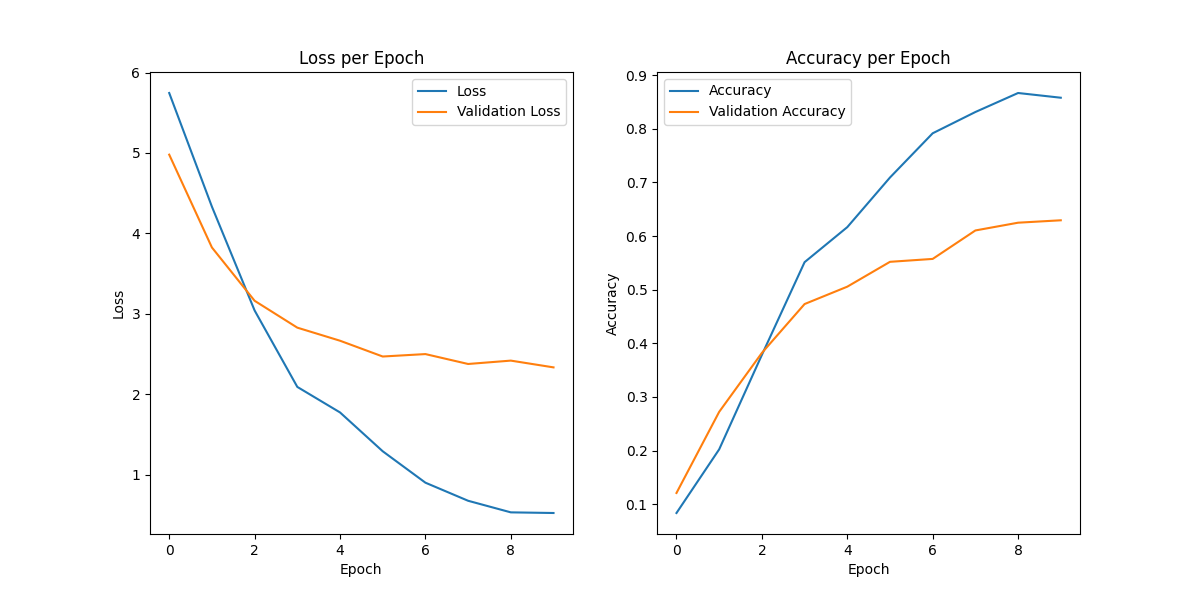 Loss per Epoch
6
5
4
3
2
1
Loss
Loss
Validation Loss
0
2
4
6
8
Epoch
Accuracy per Epoch
0.9
0.8
0.7
0.6
0.5
0.4
0.3
0.2
0.1
Accuracy
Accuracy
Validation Accuracy
0
2
4
6
8
Epoch